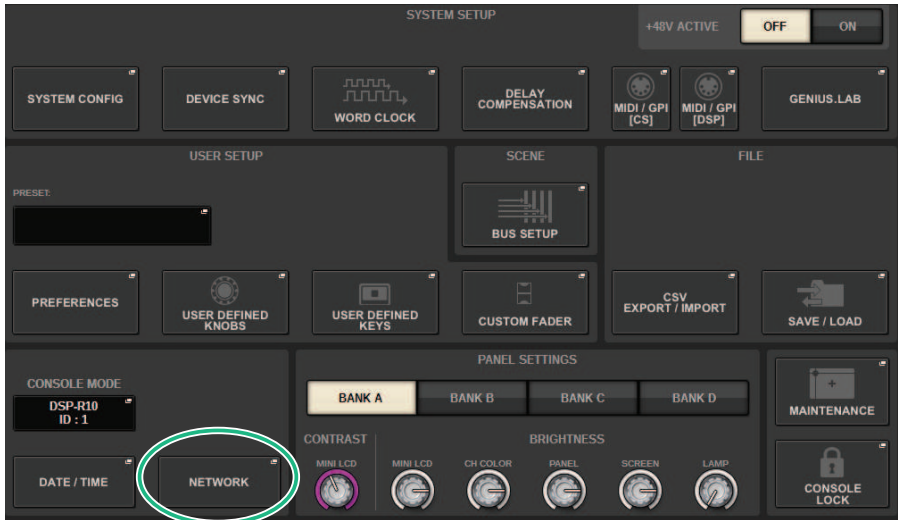 SYSTEM SETUP
+48V ACTIVE
OFF
ON
SYSTEM CONFIG
DEVICE SYNC
WORD CLOCK
DELAY
COMPENSATION
MIDI / GPI
[CS]
MIDI / GPI
[DSP]
GENIUS.LAB
USER SETUP
SCENE
FILE
PRESET:
BUS SETUP
PREFERENCES
USER DEFINED
KNOBS
USER DEFINED
KEYS
CUSTOM FADER
CSV
EXPORT / IMPORT
SAVE / LOAD
CONSOLE MODE
DSP-R10
ID : 1
PANEL SETTINGS
BANK A
BANK B
BANK C
BANK D
MAINTENANCE
CONTRAST
BRIGHTNESS
MINI LCD
MINI LCD
CH COLOR
PANEL
SCREEN
LAMP
DATE / TIME
NETWORK
CONSOLE
LOCK